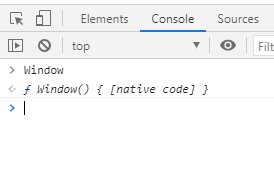 Elements Console Sources
top Filt
> Window
<· ƒ Window() { [native code] }
>